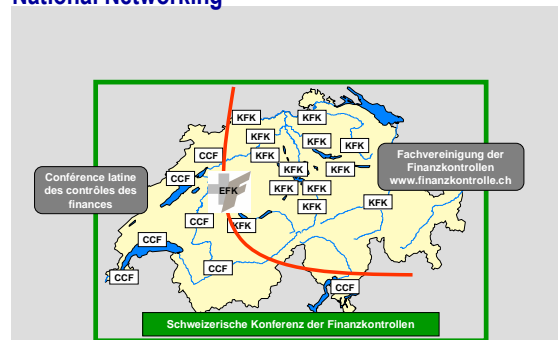 National Networking
KFK KFK
KFK KFK KFK
CCF KFK
KFK KFK
CCF
EFK KFK KFK
KFK KFK
CCF KFK
CCF
CCF
CCF
CCF
Conférence latine
des contrôles des
finances
Fachvereinigung der
Finanzkontrollen
www.finanzkontrolle.ch
Schweizerische Konferenz der Finanzkontrollen